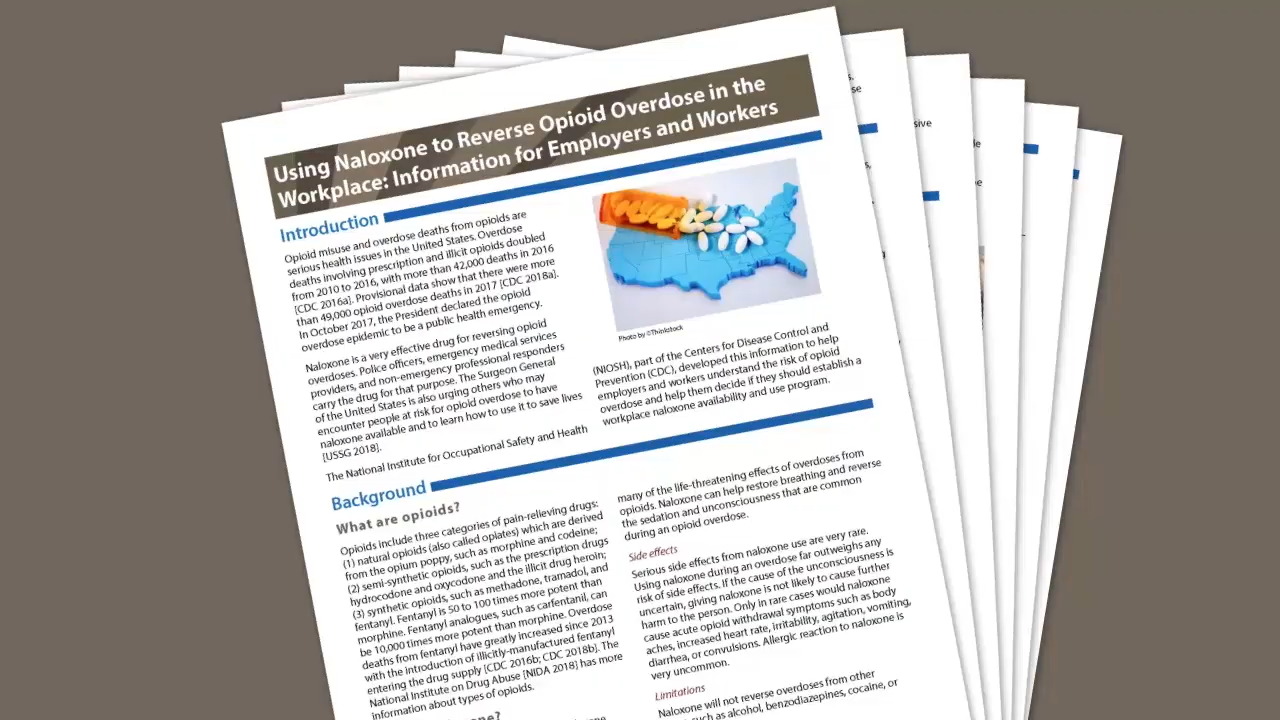 Using Naloxone to Reverse Opioid Overdose in the
Workplace: Information for Employers and Workers
Introduction
Opioid misuse and overdose deaths from opioids are
serious health issues in the United States. Overdose
deaths involving prescription and illicit opioids doubled
from 2010 to 2016, with more than 42,000 deaths in 2016
[CDC 2016a]. Provisional data show that there were more
than 49,000 opioid overdose deaths in 2017 [CDC 2018a].
In October 2017, the President declared the opioid
overdose epidemic to be a public health emergency.
Naloxone is a very effective drug for reversing opioid
overdoses. Police officers, emergency medical services
providers, and non-emergency professional responders
carry the drug for that purpose. The Surgeon General
of the United States is also urging others who may
encounter people at risk for opioid overdose to have
naloxone available and to learn how to use it to save lives
[USSG 2018].
The National Institute for Occupational Safety and Health
Photo by ©Thinkstock
(NIOSH), part of the Centers for Disease Control and
Prevention (CDC), developed this information to help
employers and workers understand the risk of opioid
overdose and help them decide if they should establish a
workplace naloxone availability and use program.
Background
What are opioids?
Opioids include three categories of pain-relieving drugs:
(1) natural opioids (also called opiates) which are derived
from the opium poppy, such as morphine and codeine;
(2) semi-synthetic opioids, such as the prescription drugs
hydrocodone and oxycodone and the illicit drug heroin;
(3) synthetic opioids, such as methadone, tramadol, and
fentanyl. Fentanyl is 50 to 100 times more potent than
morphine. Fentanyl analogues, such as carfentanil, can
be 10,000 times more potent than morphine. Overdose
deaths from fentanyl have greatly increased since 2013
with the introduction of illicitly-manufactured fentanyl
entering the drug supply [CDC 2016b; CDC 2018b]. The
National Institute on Drug Abuse [NIDA 2018] has more
information about types of opioids.
many of the life-threatening effects of overdoses from
opioids. Naloxone can help restore breathing and reverse
the sedation and unconsciousness that are common
during an opioid overdose.
Side effects
Serious side effects from naloxone use are very rare.
Using naloxone during an overdose far outweighs any
risk of side effects. If the cause of the unconsciousness is
uncertain, giving naloxone is not likely to cause further
harm to the person. Only in rare cases would naloxone
cause acute opioid withdrawal symptoms such as body
aches, increased heart rate, irritability, agitation, vomiting,
diarrhea, or convulsions. Allergic reaction to naloxone is
very uncommon.
Limitations
Naloxone will not reverse overdoses from other
such as alcohol, benzodiazepines, cocaine, or